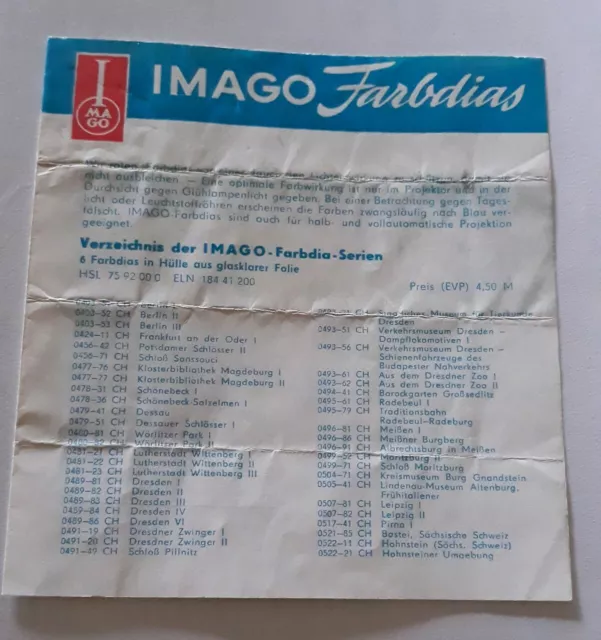 I
MA
GO
IMAGO Farbdias
nicht ausbleichen. – Eine optimale Farbwirkung ist nur im Projektor und in der
Durchsicht gegen Glühlampenlicht gegeben. Bei einer Betrachtung gegen Tages-
licht oder Leuchtstoffröhren erscheinen die Farben zwangsläufig nach Blau ver-
fälscht. IMAGO-Farbdias sind auch für halb- und vollautomatische Projektion
geeignet.
Verzeichnis der IMAGO-Farbdia-Serien
6 Farbdias in Hülle aus glasklarer Folie
HSL 75 92 00 0 ELN 184 41 200
Preis (EVP) 4,50 M
0403–52 CH Berlin II
0403–53 CH Berlin III
0424–11 CH Frankfurt an der Oder I
0456–42 CH Potsdamer Schlösser II
0456–71 CH Schloß Sanssouci
0477–76 CH Klosterbibliothek Magdeburg I
0477–77 CH Klosterbibliothek Magdeburg II
0478–31 CH Schönebeck I
0478–36 CH Schönebeck-Salzelmen I
0479–41 CH Dessau
0479–51 CH Dessauer Schlösser I
0480–81 CH Wörlitzer Park I
0480–82 CH Wörlitzer Park II
0481–21 CH Lutherstadt Wittenberg I
0481–22 CH Lutherstadt Wittenberg II
0481–23 CH Lutherstadt Wittenberg III
0489–81 CH Dresden I
0489–82 CH Dresden II
0489–83 CH Dresden III
0459–84 CH Dresden IV
0489–86 CH Dresden VI
0491–19 CH Dresdner Zwinger I
0491–20 CH Dresdner Zwinger II
0491–49 CH Schloß Pillnitz
Dresden
0493–51 CH Verkehrsmuseum Dresden –
Dampflokomotiven I
0493–56 CH Verkehrsmuseum Dresden –
Schienenfahrzeuge des
Budapester Nahverkehrs
0493–61 CH Aus dem Dresdner Zoo I
0493–62 CH Aus dem Dresdner Zoo II
0494–41 CH Barockgarten Großsedlitz
0495–61 CH Radebeul I
0495–79 CH Traditionsbahn
Radebeul-Radeburg
0496–81 CH Meißen I
0496–86 CH Meißner Burgberg
0496–91 CH Albrechtsburg in Meißen
0499–52 CH Moritzburg II
0499–71 CH Schloß Moritzburg
0504–71 CH Kreismuseum Burg Gnandstein
0505–41 CH Lindenau-Museum Altenburg,
Frühitaliener
0507–81 CH Leipzig I
0507–82 CH Leipzig II
0517–41 CH Pirna I
0521–85 CH Bastei, Sächsische Schweiz
0522–11 CH Hohnstein (Sächs. Schweiz)
0522–21 CH Hohnsteiner Umgebung